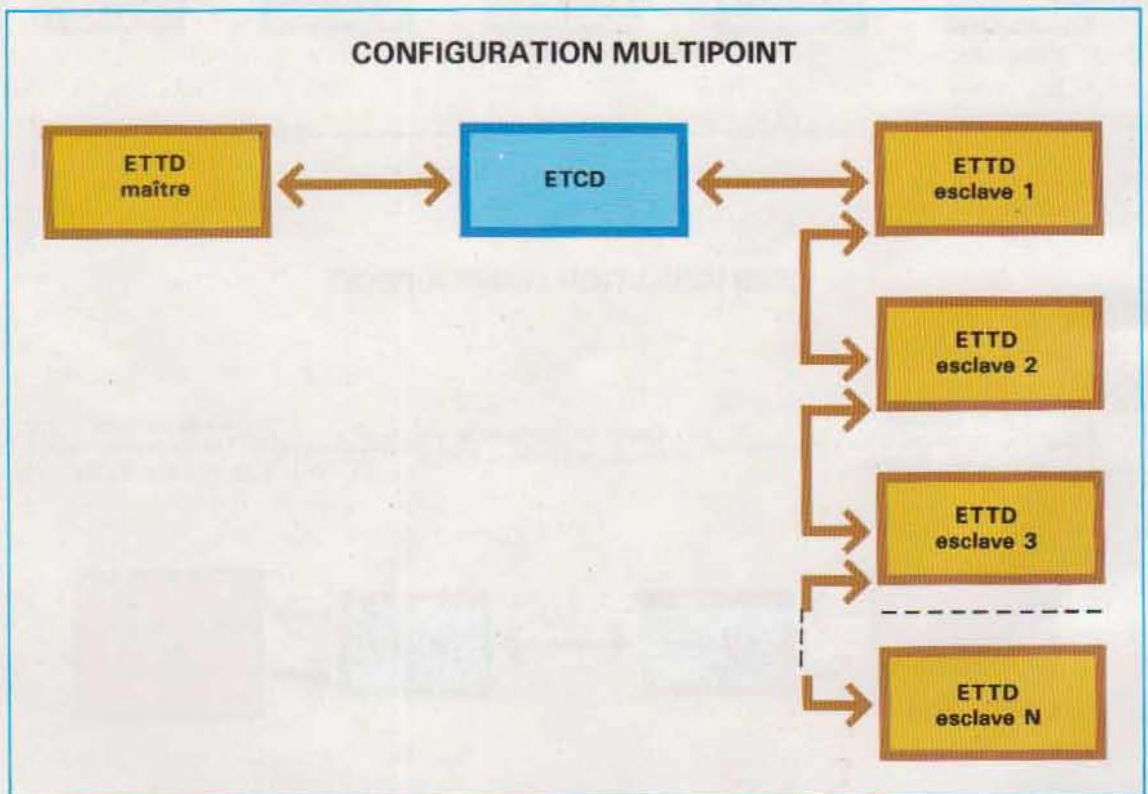 CONFIGURATION MULTIPOINT
ETTD
maître
ETCD
ETTD
esclave 1
ETTD
esclave 2
ETTD
esclave 3
ETTD
esclave N